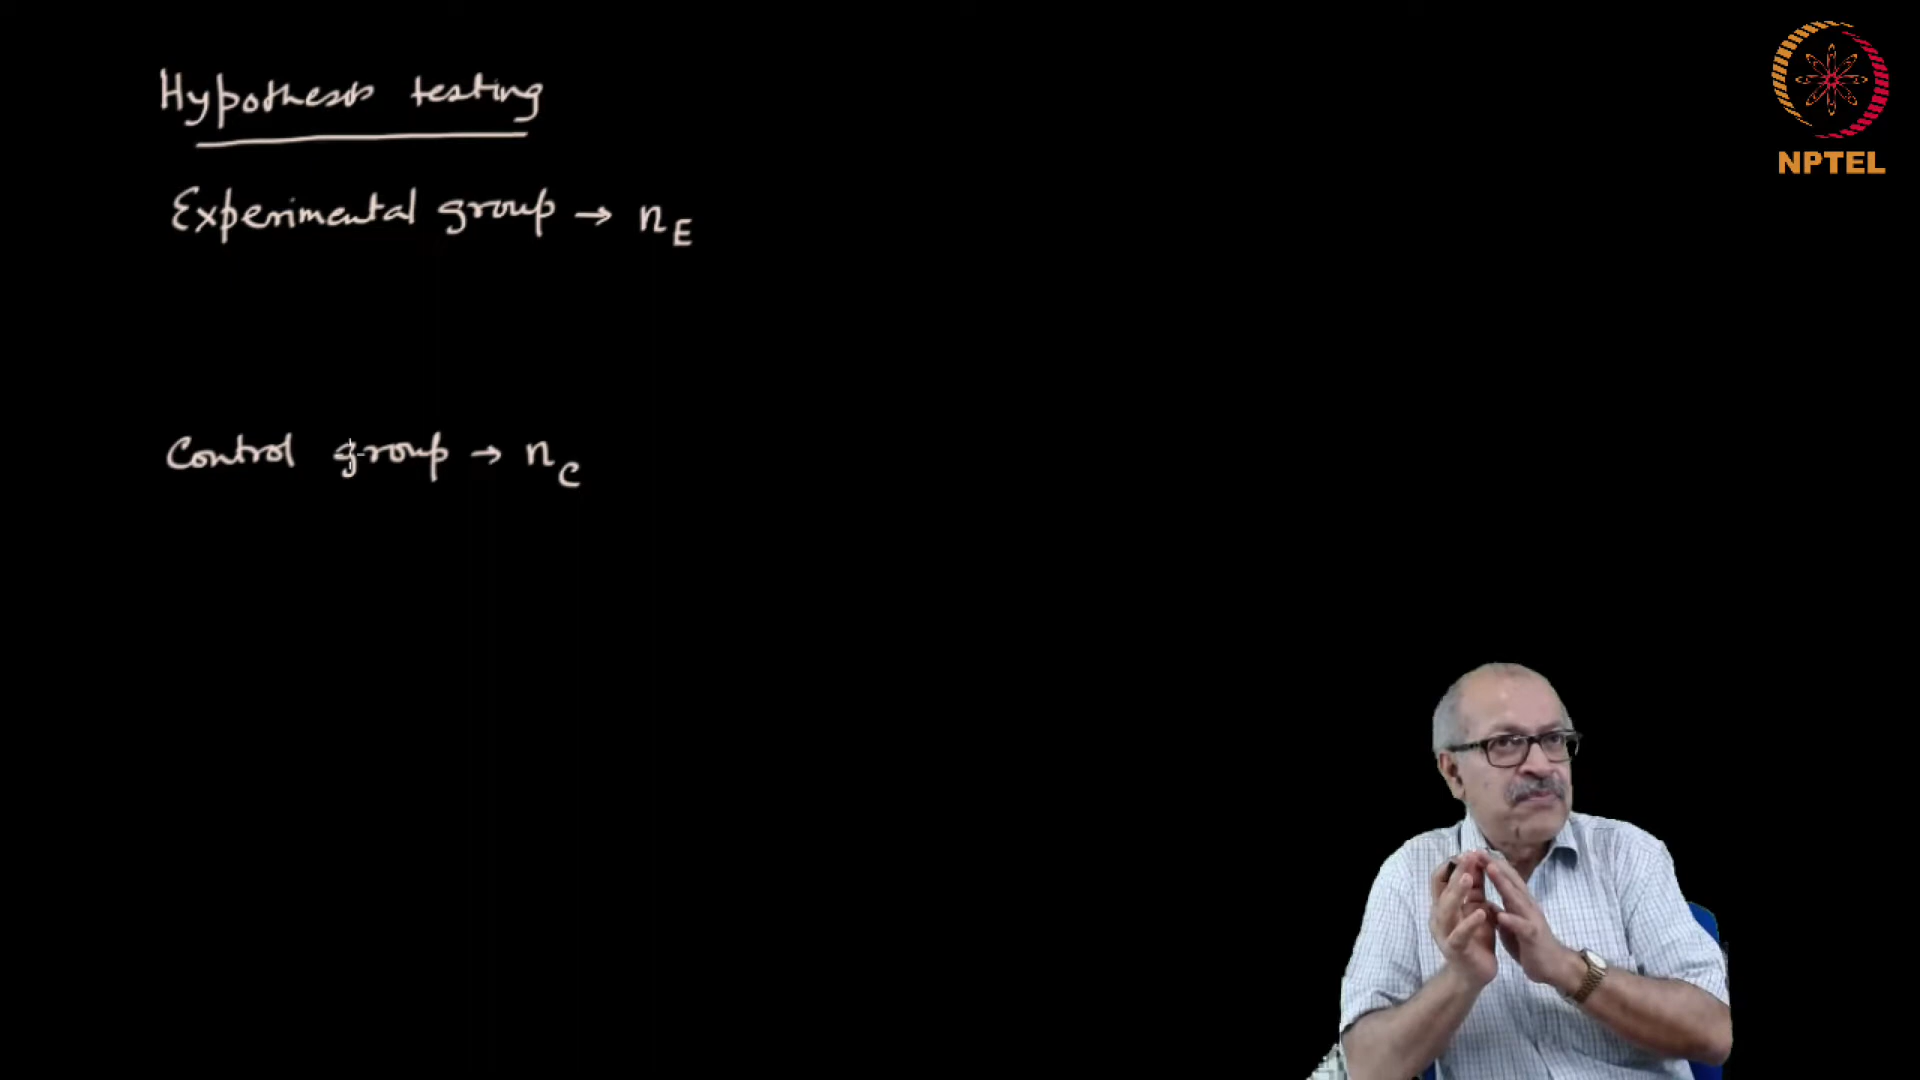 Hypothesis testing
NPTEL
Experimental group → n_E
Control group → n_C